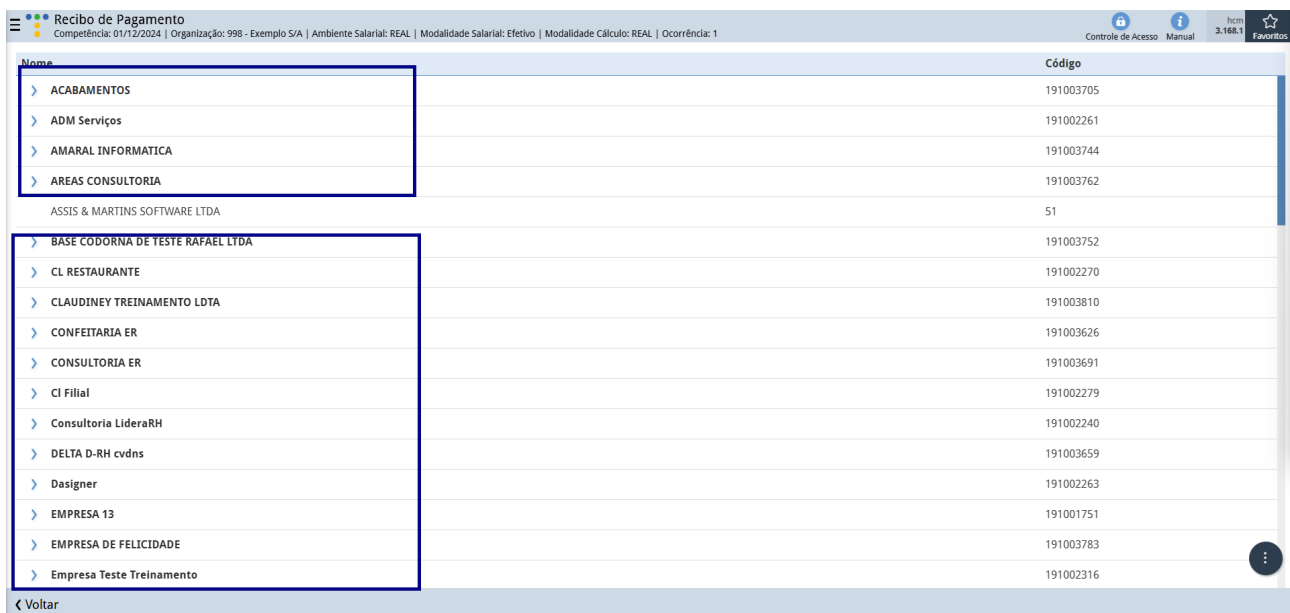 Recibo de Pagamento
Competência: 01/12/2024 | Organização: 998 - Exemplo S/A | Ambiente Salarial: REAL | Modalidade Salarial: Efetivo | Modalidade Cálculo: REAL | Ocorrência: 1
Controle de Acesso
Manual
hcm
3.168.1
Favoritos
Nome Código
ACABAMENTOS 191003705
ADM Serviços 191002261
AMARAL INFORMATICA 191003744
AREAS CONSULTORIA 191003762
ASSIS & MARTINS SOFTWARE LTDA 51
BASE CODORNA DE TESTE RAFAEL LTDA 191003752
CL RESTAURANTE 191002270
CLAUDINEY TREINAMENTO LDTA 191003810
CONFEITARIA ER 191003626
CONSULTORIA ER 191003691
Cl Filial 191002279
Consultoria LideraRH 191002240
DELTA D-RH cvdns 191003659
Dasigner 191002263
EMPRESA 13 191001751
EMPRESA DE FELICIDADE 191003783
Empresa Teste Treinamento 191002316
Voltar